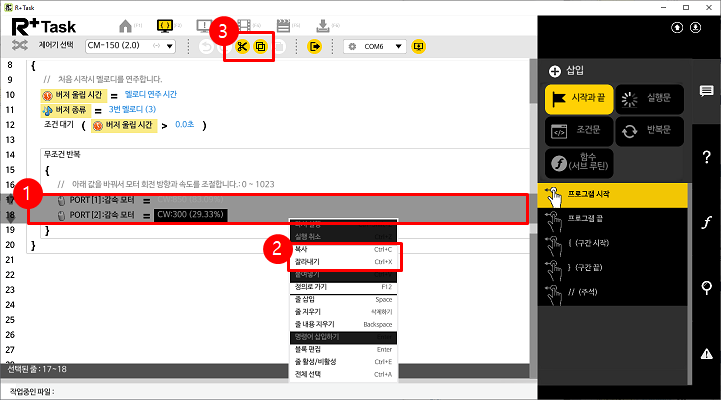 R+Task
R+Task
제어기 선택 CM-150 (2.0)
COM6
3
8 {
9 // 처음 시작시 멜로디를 연주합니다.
10 버저 울림 시간 = 멜로디 연주 시간
11 버저 종류 = 3번 멜로디 (3)
12 조건 대기 ( 버저 울림 시간 > 0.0초 )
13
14 무조건 반복
15 {
16 // 아래 값을 바꿔서 모터 회전 방향과 속도를 조절합니다.: 0 ~ 1023
1
17 PORT[1]:감속 모터 =
18 PORT[2]:감속 모터 = CW:300 (29.33%)
19 }
20 }
21
22
23
24
25
26
27
2
실행 취소
복사 Ctrl+C
잘라내기 Ctrl+X
붙여넣기
정의로 가기 F12
줄 삽입 Space
줄 지우기 삭제하기
줄 내용 지우기 Backspace
명령어 삽입하기
블록 편집 Enter
줄 활성/비활성 Ctrl+E
전체 선택 Ctrl+A
선택된 줄 : 17~18
작업중인 파일 :
삽입
시작과 끝
실행문
조건문
반복문
함수
(서브 루틴)
프로그램 시작
프로그램 끝
{ (구간 시작)
} (구간 끝)
// (주석)